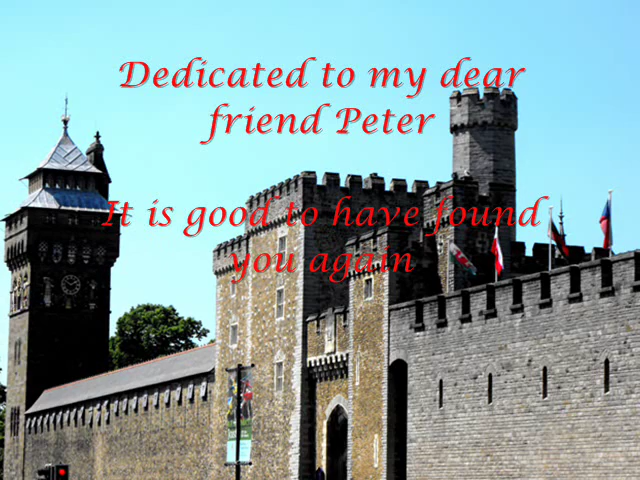 Dedicated to my dear
friend Peter
It is good to have found
you again